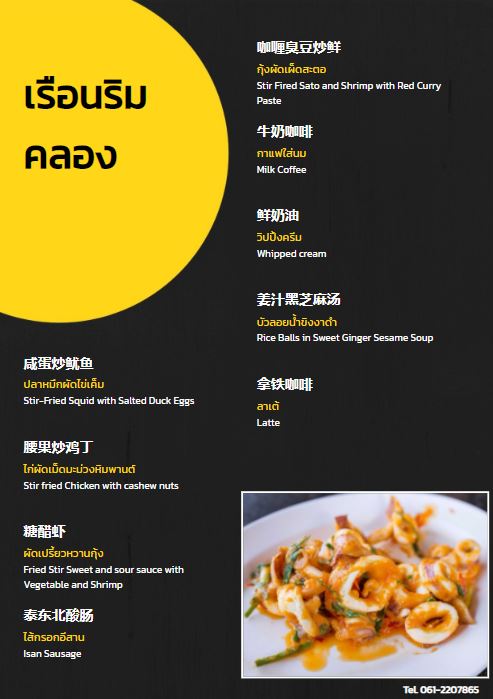 เรือนริม
คลอง
咸蛋炒鱿鱼
ปลาหมึกผัดไข่เค็ม
Stir-Fried Squid with Salted Duck Eggs
腰果炒鸡丁
ไก่ผัดเม็ดมะม่วงหิมพานต์
Stir fried Chicken with cashew nuts
糖醋虾
ผัดเปรี้ยวหวานกุ้ง
Fried Stir Sweet and sour sauce with
Vegetable and Shrimp
泰东北酸肠
ไส้กรอกอีสาน
Isan Sausage
咖喱臭豆炒鲜
กุ้งผัดเผ็ดสะตอ
Stir Fired Sato and Shrimp with Red Curry
Paste
牛奶咖啡
กาแฟใส่นม
Milk Coffee
鲜奶油
วิปปิ้งครีม
Whipped cream
姜汁黑芝麻汤
บัวลอยน้ำขิงงาดำ
Rice Balls in Sweet Ginger Sesame Soup
拿铁咖啡
ลาเต้
Latte
Tel. 061-2207865